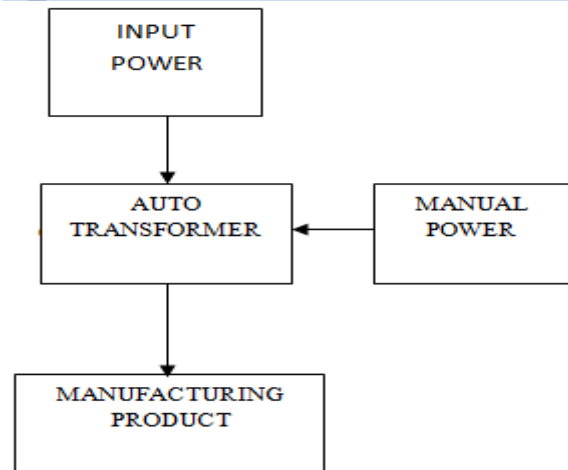 INPUT
POWER
AUTO
TRANSFORMER
MANUAL
POWER
MANUFACTURING
PRODUCT